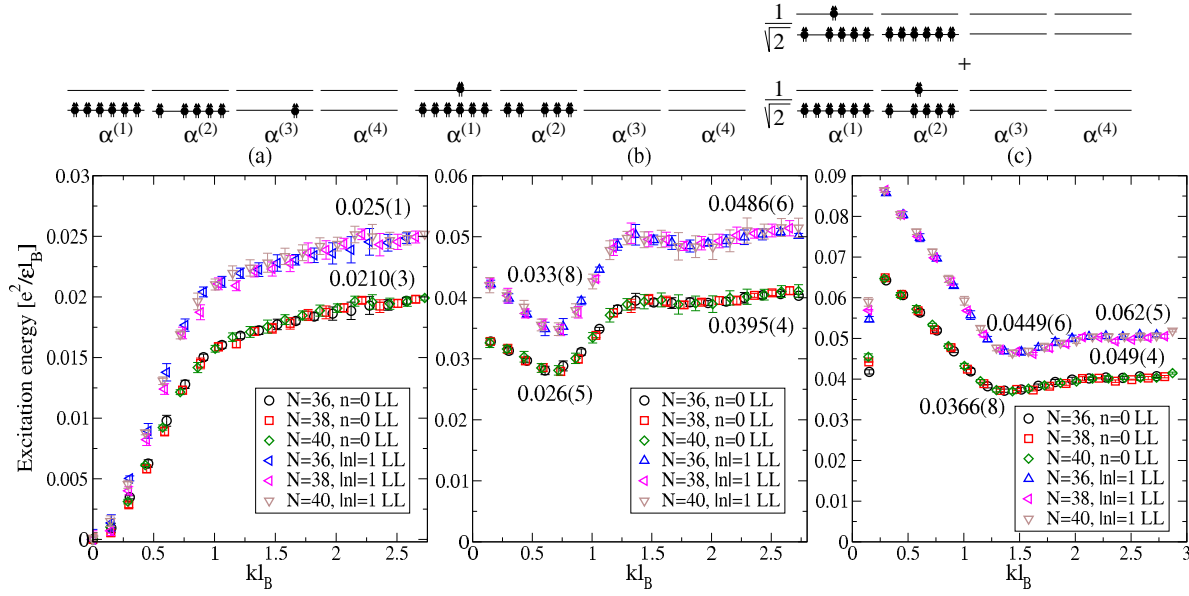 1
√2
+
1
√2
α(1) α(2) α(3) α(4)
α(1) α(2) α(3) α(4)
α(1) α(2) α(3) α(4)
(a)
(b)
(c)
Excitation energy [e²/εl_B]
0.03
0.025
0.02
0.015
0.01
0.005
0
0.025(1)
0.0210(3)
N=36, n=0 LL
N=38, n=0 LL
N=40, n=0 LL
N=36, |n|=1 LL
N=38, |n|=1 LL
N=40, |n|=1 LL
0 0.5 1 1.5 2 2.5
kl_B
0.06
0.05
0.04
0.03
0.02
0.01
0.00
0.0486(6)
0.033(8)
0.0395(4)
0.026(5)
N=36, n=0 LL
N=38, n=0 LL
N=40, n=0 LL
N=36, |n|=1 LL
N=38, |n|=1 LL
N=40, |n|=1 LL
0 0.5 1 1.5 2 2.5
kl_B
0.09
0.08
0.07
0.06
0.05
0.04
0.03
0.02
0.01
0.00
0.062(5)
0.0449(6)
0.049(4)
0.0366(8)
N=36, n=0 LL
N=38, n=0 LL
N=40, n=0 LL
N=36, |n|=1 LL
N=38, |n|=1 LL
N=40, |n|=1 LL
0 0.5 1 1.5 2 2.5 3
kl_B